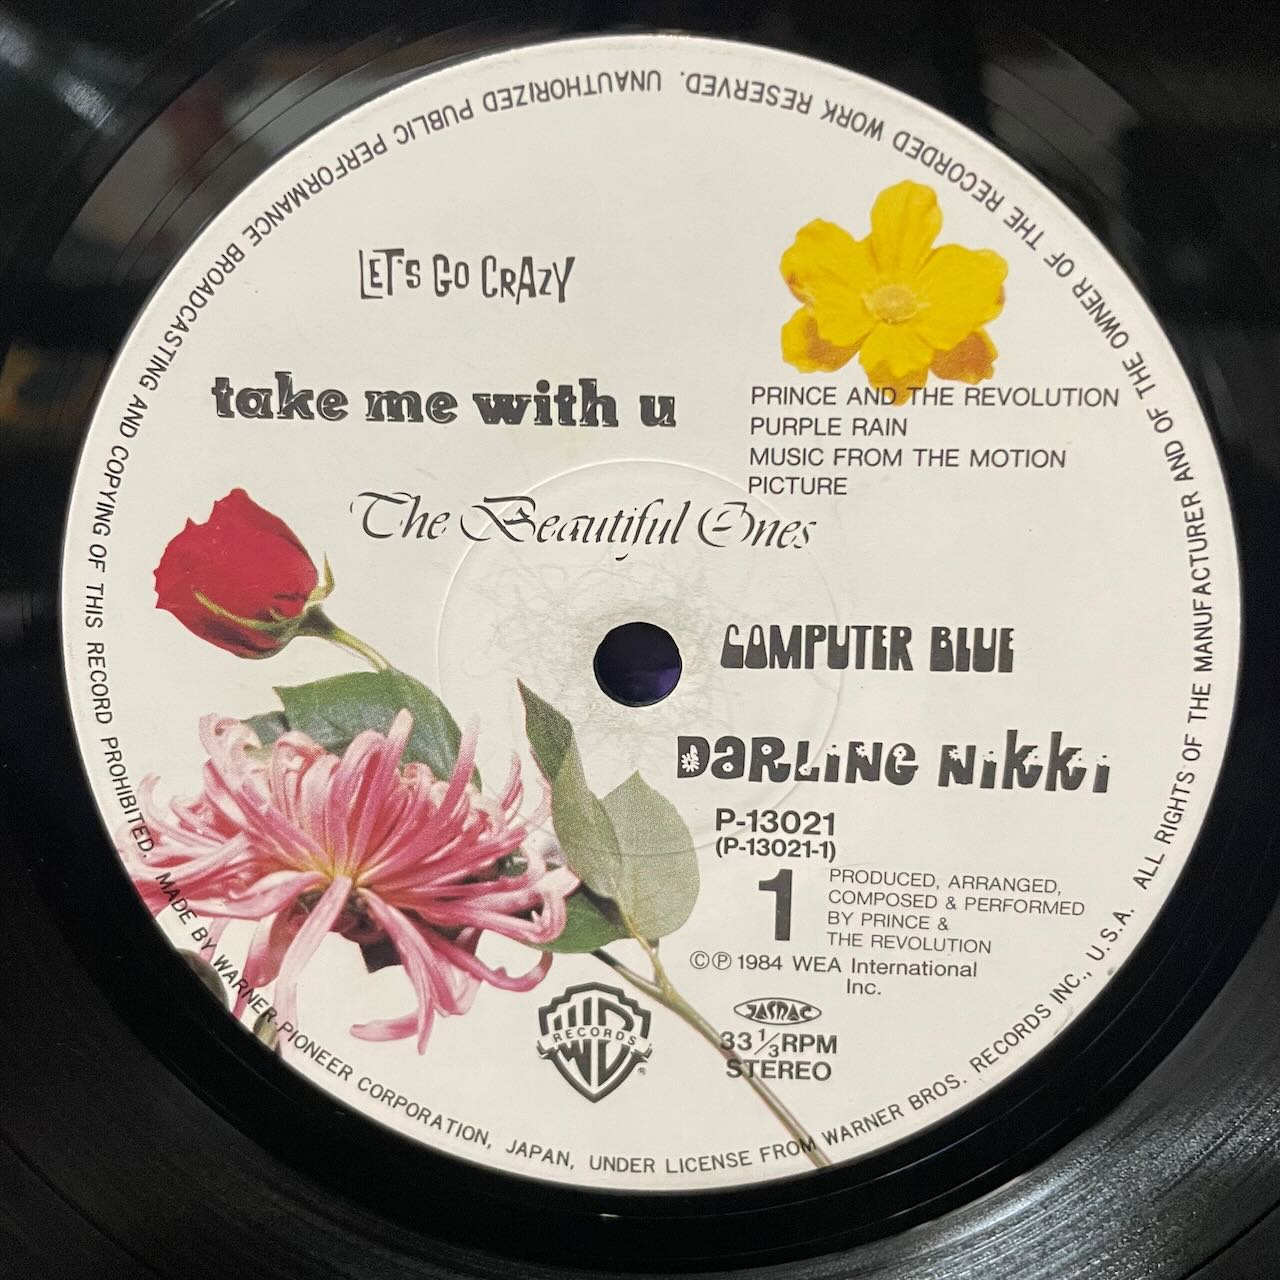 LET'S GO CRAZY
take me with u
PRINCE AND THE REVOLUTION
PURPLE RAIN
MUSIC FROM THE MOTION
PICTURE
The Beautiful Ones
COMPUTER BLUE
DARLING NIKKI
P-13021
(P-13021-1)
1
PRODUCED, ARRANGED,
COMPOSED & PERFORMED
BY PRINCE &
THE REVOLUTION
©℗ 1984 WEA International
Inc.
WB
RECORDS
®
JASRAC
33 1/3 RPM
STEREO
ALL RIGHTS OF THE MANUFACTURER AND OF THE OWNER OF THE RECORDED WORK RESERVED. UNAUTHORIZED PUBLIC PERFORMANCE BROADCASTING AND COPYING OF THIS RECORD PROHIBITED. MADE BY WARNER-PIONEER CORPORATION, JAPAN, UNDER LICENSE FROM WARNER BROS. RECORDS INC., U.S.A.